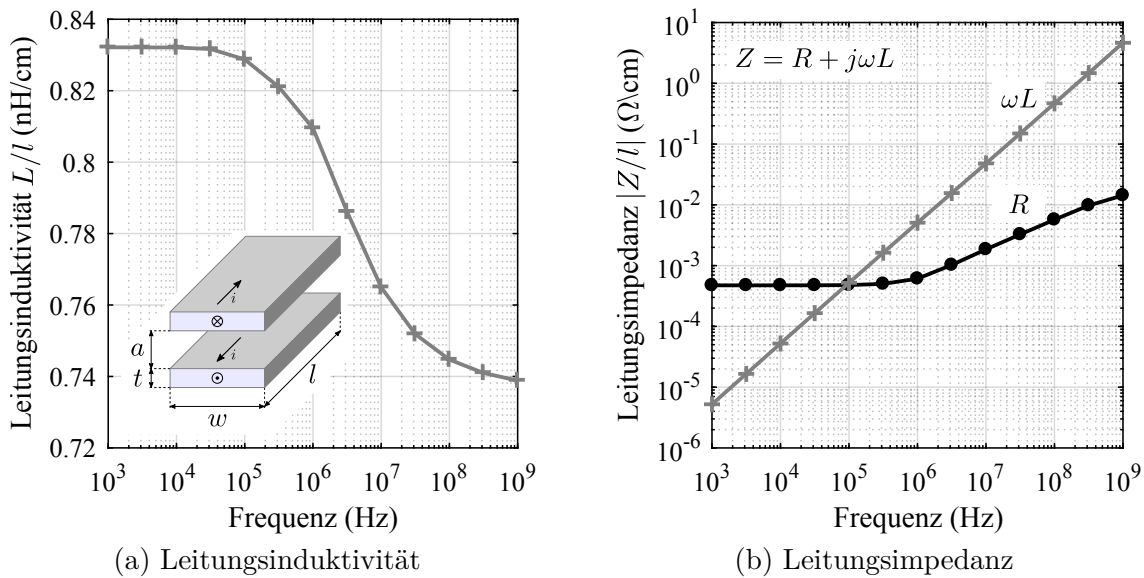 0.84
0.82
0.8
0.78
0.76
0.74
0.72
Leitungsinduktivität L/l (nH/cm)
i
i
a
t
w
l
10^3 10^4 10^5 10^6 10^7 10^8 10^9
Frequenz (Hz)
(a) Leitungsinduktivität
10^1
10^0
10^-1
10^-2
10^-3
10^-4
10^-5
10^-6
Leitungsimpedanz |Z/l| (Ω\cm)
Z = R + jωL
ωL
R
10^3 10^4 10^5 10^6 10^7 10^8 10^9
Frequenz (Hz)
(b) Leitungsimpedanz